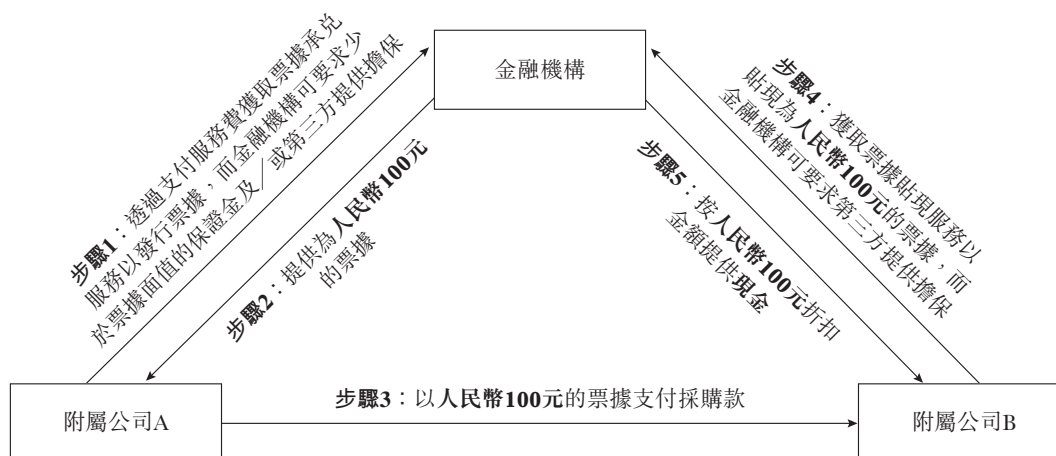 金融機構
步驟1：透過支付服務費獲取票據承兌
服務以發行票據，而金融機構可要求少
於票據面值的保證金及／或第三方提供擔保
步驟2：提供為人民幣100元
的票據
步驟4：獲取票據貼現服務以
貼現為人民幣100元的票據，而
金融機構可要求第三方提供擔保
步驟5：按人民幣100元折扣
金額提供現金
步驟3：以人民幣100元的票據支付採購款
附屬公司A
附屬公司B